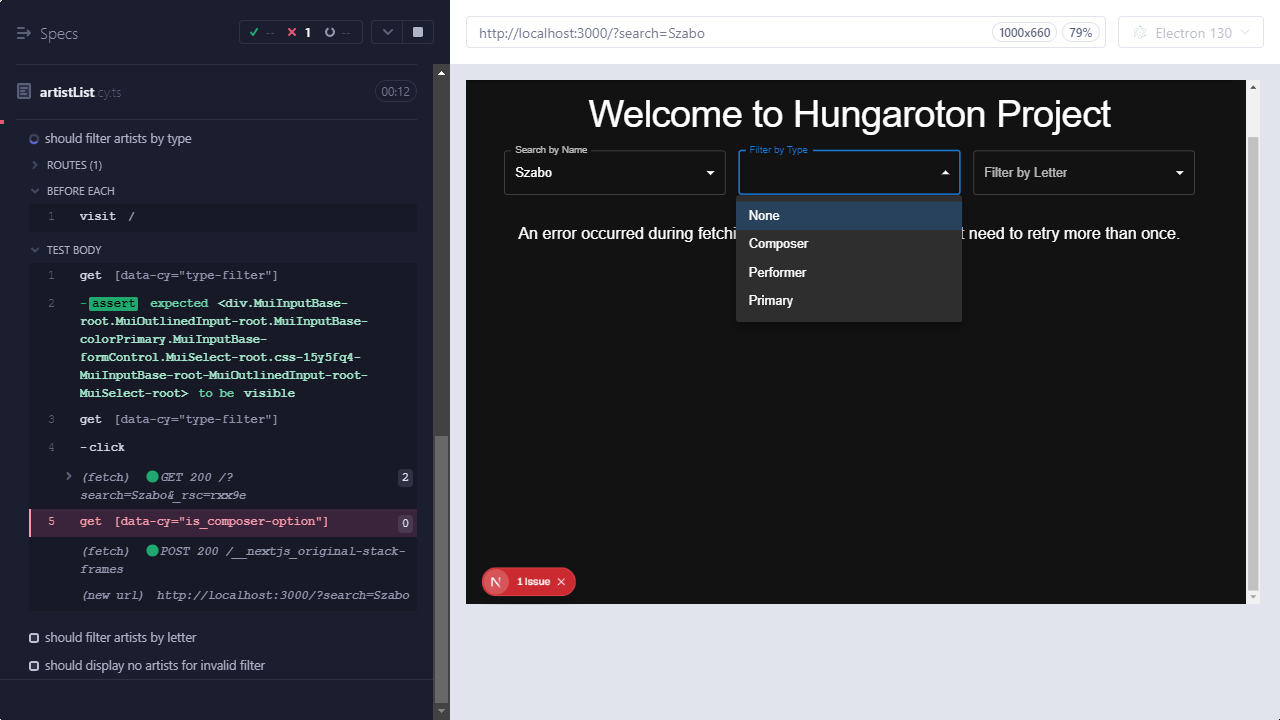 Specs
-- 1 --
artistList.cy.ts
00:12
should filter artists by type
ROUTES (1)
BEFORE EACH
1 visit /
TEST BODY
1 get [data-cy="type-filter"]
2 -assert expected <div.MuiInputBase-
root.MuiOutlinedInput-root.MuiInputBase-
colorPrimary.MuiInputBase-
formControl.MuiSelect-root.css-15y5fq4-
MuiInputBase-root-MuiOutlinedInput-root-
MuiSelect-root> to be visible
3 get [data-cy="type-filter"]
4 -click
(fetch) GET 200 /? 2
search=Szabo&_rsc=rxx9e
5 get [data-cy="is_composer-option"] 0
(fetch) POST 200 /__nextjs_original-stack-
frames
(new url) http://localhost:3000/?search=Szabo
should filter artists by letter
should display no artists for invalid filter
http://localhost:3000/?search=Szabo
1000x660
79%
Electron 130
Welcome to Hungaroton Project
Search by Name
Szabo
Filter by Type
Filter by Letter
An error occurred during fetchi
need to retry more than once.
None
Composer
Performer
Primary
N 1 Issue